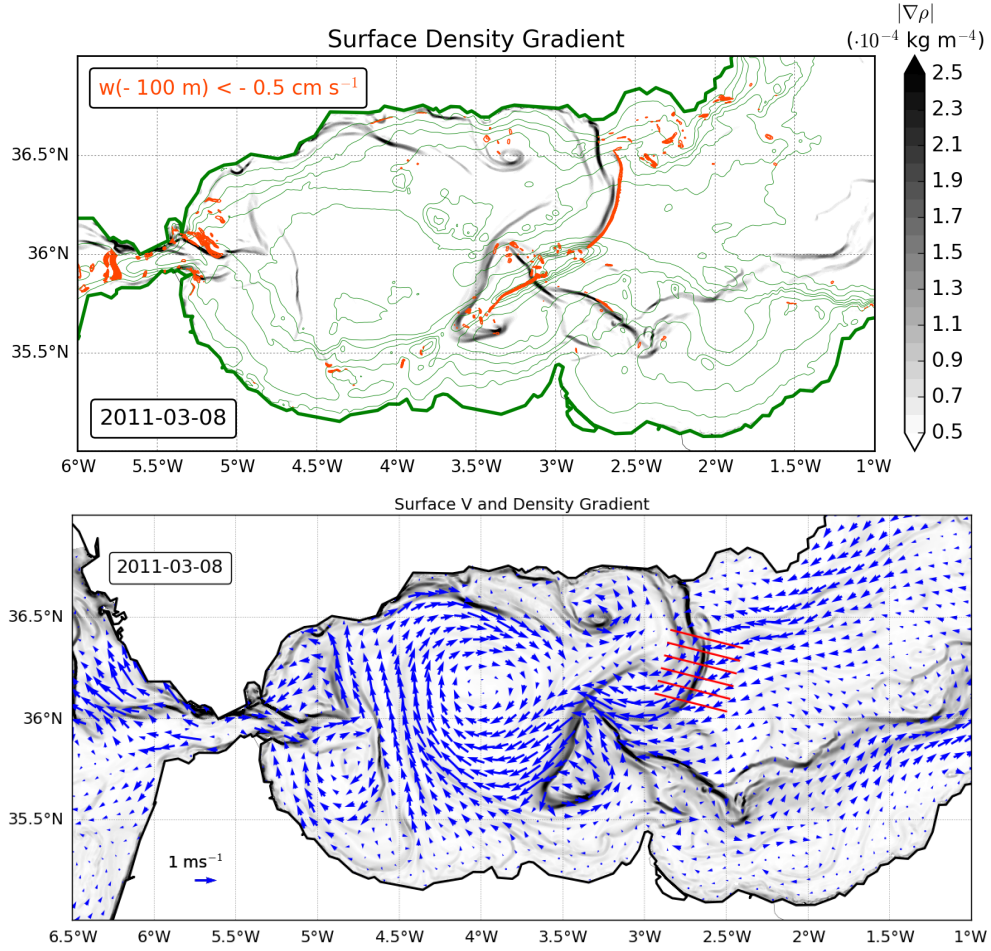 |∇ρ|
(·10⁻⁴ kg m⁻⁴)
Surface Density Gradient
w(- 100 m) < - 0.5 cm s⁻¹
2011-03-08
36.5°N
36°N
35.5°N
6°W 5.5°W 5°W 4.5°W 4°W 3.5°W 3°W 2.5°W 2°W 1.5°W 1°W
2.5
2.3
2.1
1.9
1.7
1.5
1.3
1.1
0.9
0.7
0.5
Surface V and Density Gradient
2011-03-08
36.5°N
36°N
35.5°N
1 ms⁻¹
6.5°W 6°W 5.5°W 5°W 4.5°W 4°W 3.5°W 3°W 2.5°W 2°W 1.5°W 1°W